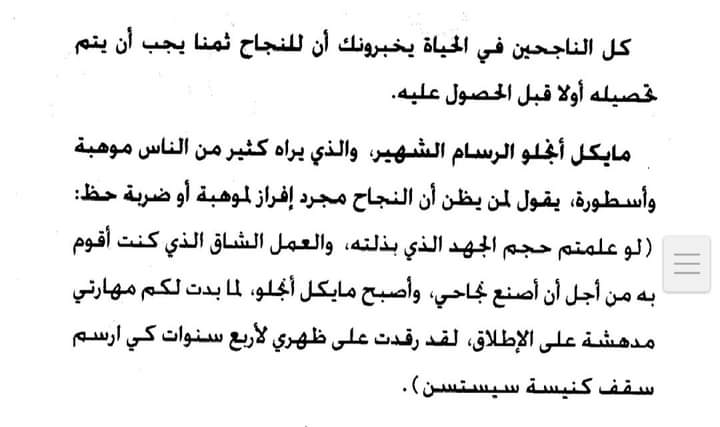 كل الناجحين في الحياة يخبرونك أن للنجاح ثمنا يجب أن يتم
تحصيله أولا قبل الحصول عليه.
مايكل أنجلو الرسام الشهير، والذي يراه كثير من الناس موهبة
وأسطورة، يقول لمن يظن أن النجاح مجرد إفراز لموهبة أو ضربة حظ:
(لو علمتم حجم الجهد الذي بذلته، والعمل الشاق الذي كنت أقوم
به من أجل أن أصنع نجاحي، وأصبح مايكل أنجلو، لما بدت لكم مهارتي
مدهشة على الإطلاق، لقد رقدت على ظهري لأربع سنوات كي ارسم
سقف كنيسة سيستسن).